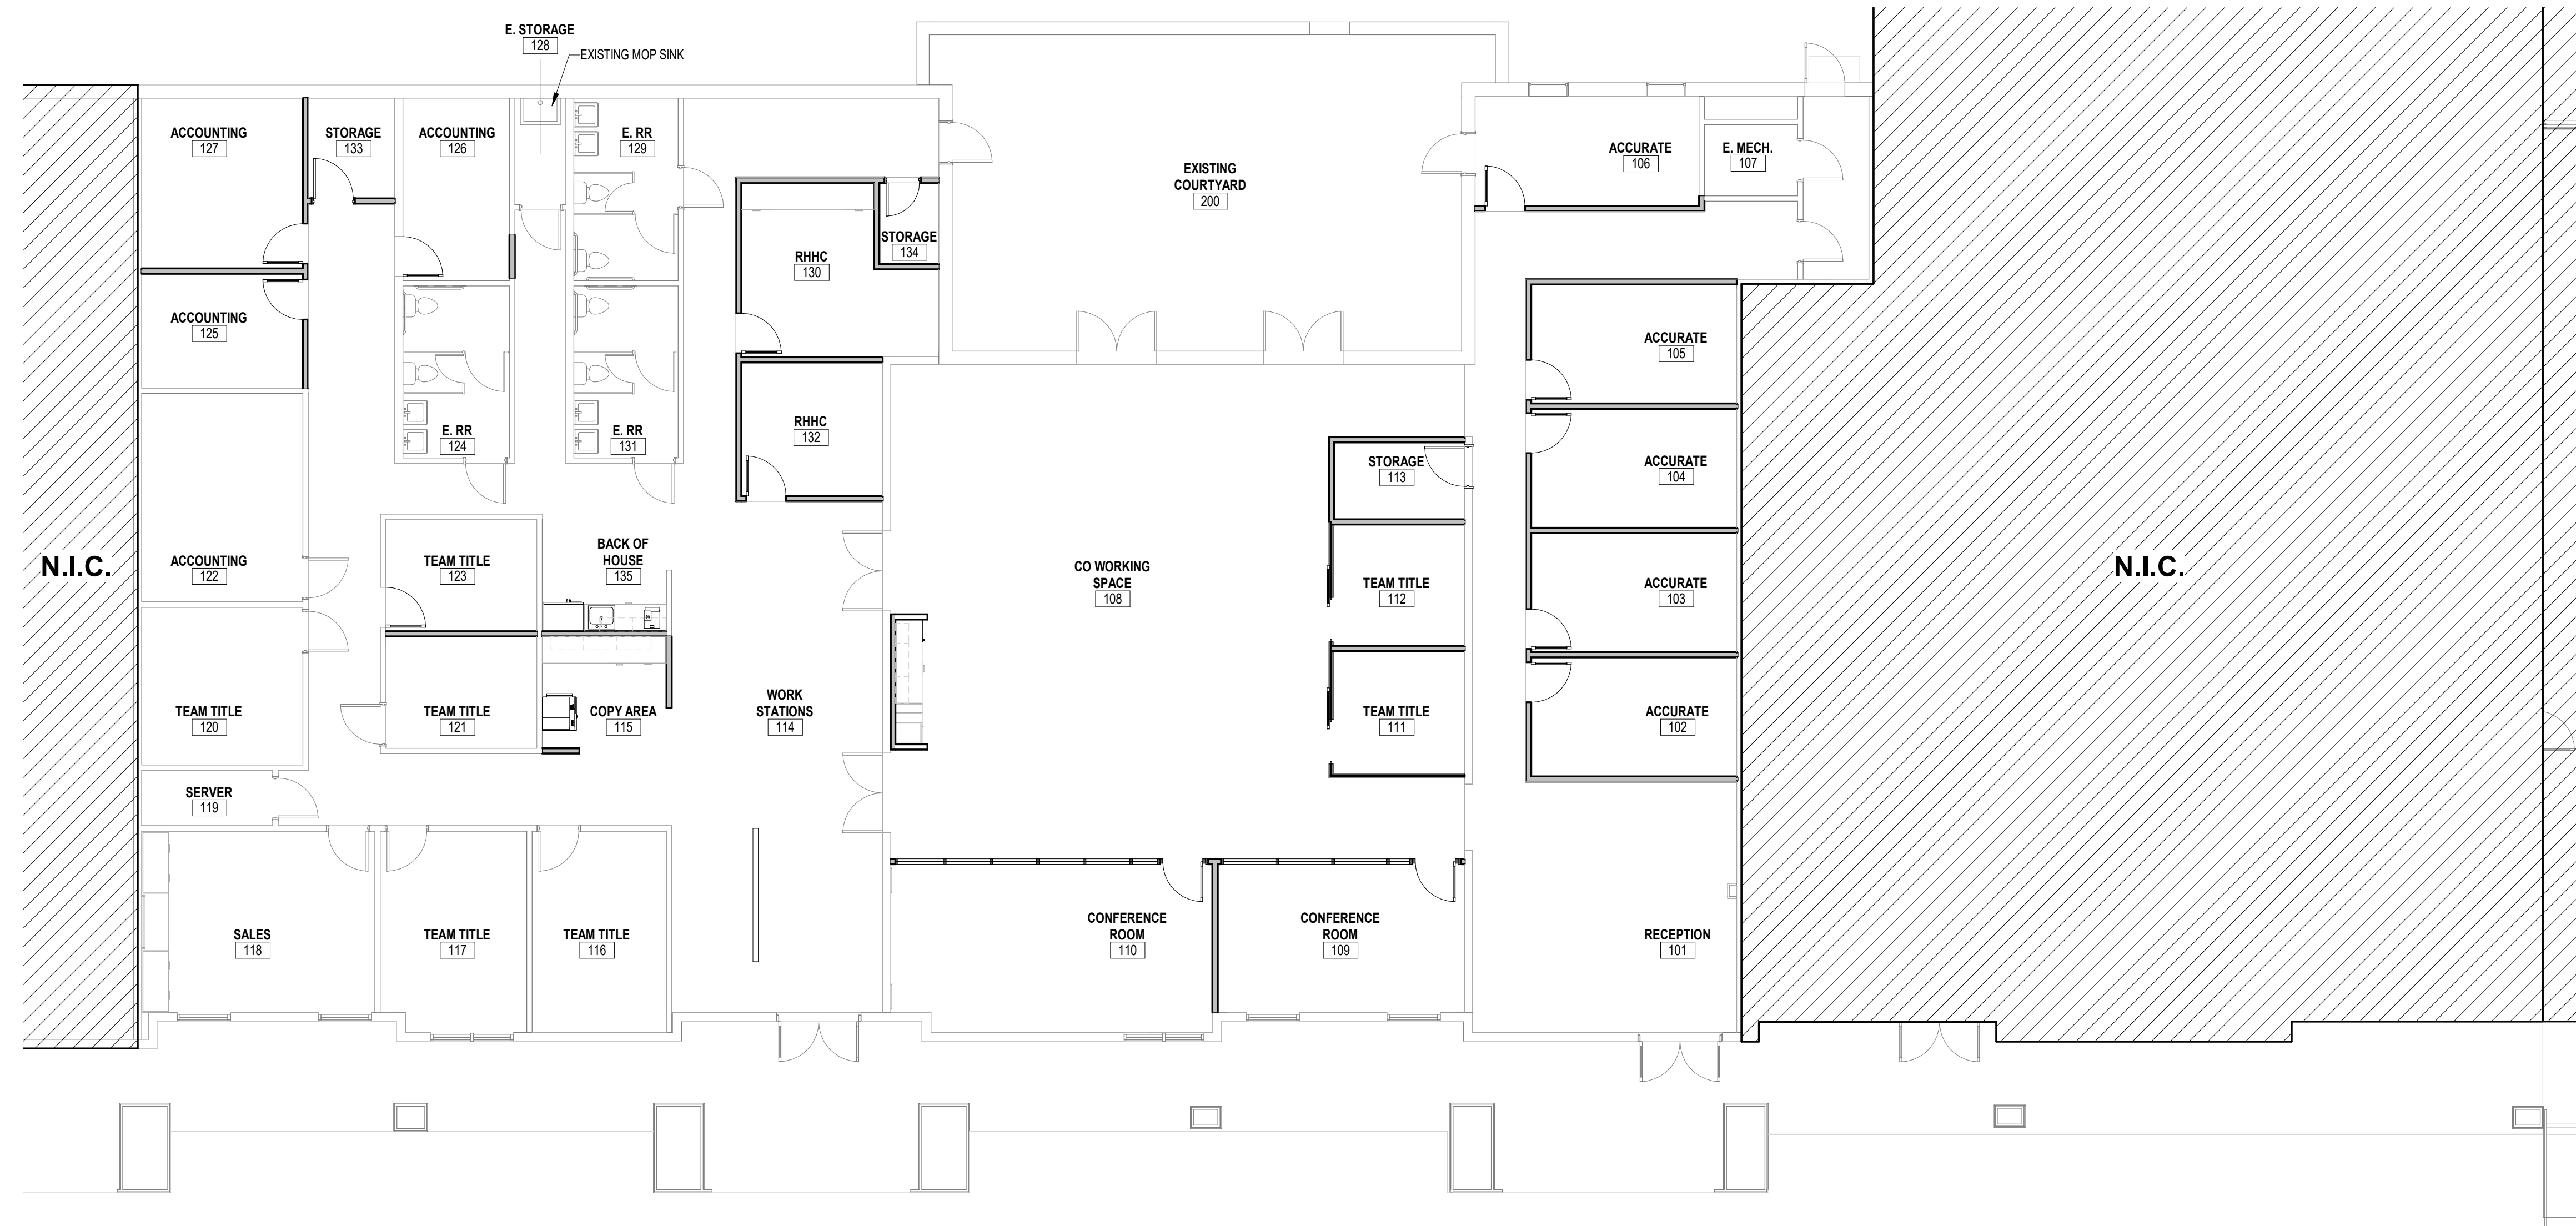 E. STORAGE
128
EXISTING MOP SINK
ACCOUNTING
127
STORAGE
133
ACCOUNTING
126
E. RR
129
EXISTING
COURTYARD
200
ACCURATE
106
E. MECH.
107
STORAGE
134
RHHC
130
ACCOUNTING
125
ACCURATE
105
RHHC
132
E. RR
124
E. RR
131
STORAGE
113
ACCURATE
104
N.I.C.
ACCOUNTING
122
TEAM TITLE
123
BACK OF
HOUSE
135
CO WORKING
SPACE
108
TEAM TITLE
112
ACCURATE
103
N.I.C.
TEAM TITLE
120
TEAM TITLE
121
COPY AREA
115
WORK
STATIONS
114
TEAM TITLE
111
ACCURATE
102
SERVER
119
SALES
118
TEAM TITLE
117
TEAM TITLE
116
CONFERENCE
ROOM
110
CONFERENCE
ROOM
109
RECEPTION
101